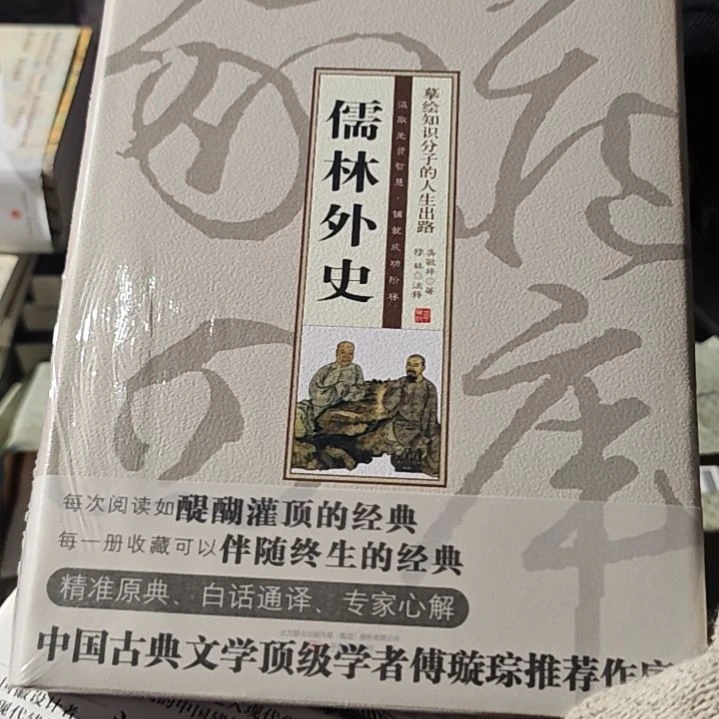 摹绘知识分子的人生出路
吴敬梓◎著
穆林◎注释
汲取先贤智慧·铺就成功阶梯
儒林外史
每次阅读如醍醐灌顶的经典
每一册收藏可以伴随终生的经典
精准原典、白话通译、专家心解
中国古典文学顶级学者傅璇琮推荐作序